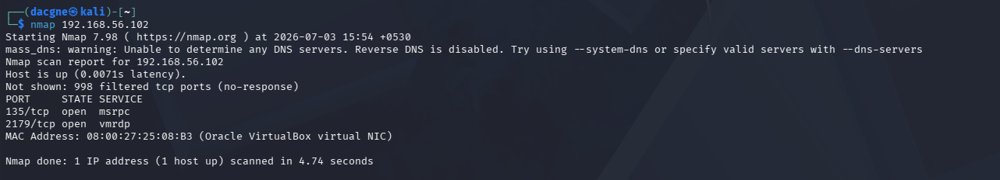 ┌──(dacgne㉿kali)-[~]
└─$ nmap 192.168.56.102
Starting Nmap 7.98 ( https://nmap.org ) at 2026-07-03 15:54 +0530
mass_dns: warning: Unable to determine any DNS servers. Reverse DNS is disabled. Try using --system-dns or specify valid servers with --dns-servers
Nmap scan report for 192.168.56.102
Host is up (0.0071s latency).
Not shown: 998 filtered tcp ports (no-response)
PORT     STATE SERVICE
135/tcp  open  msrpc
2179/tcp open  vmrdp
MAC Address: 08:00:27:25:08:B3 (Oracle VirtualBox virtual NIC)

Nmap done: 1 IP address (1 host up) scanned in 4.74 seconds